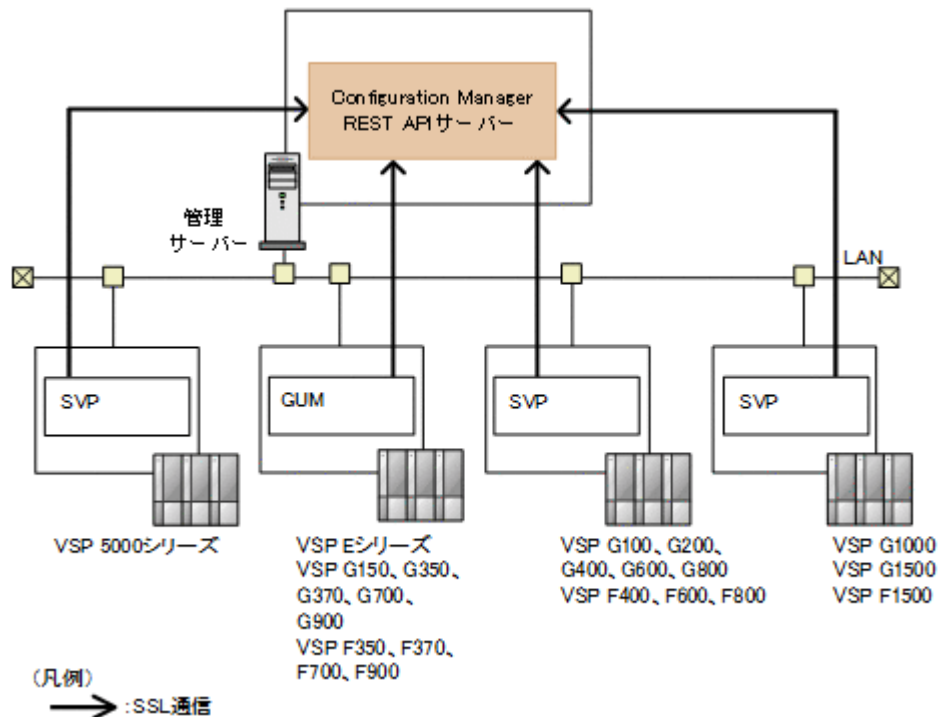 Configuration Manager
REST APIサーバー
管理
サーバー
LAN
SVP
GUM
SVP
SVP
VSP 5000シリーズ
VSP Eシリーズ
VSP G150、G350、
G370、G700、
G900
VSP F350、F370、
F700、F900
VSP G100、G200、
G400、G600、G800
VSP F400、F600、F800
VSP G1000
VSP G1500
VSP F1500
(凡例)
:SSL通信